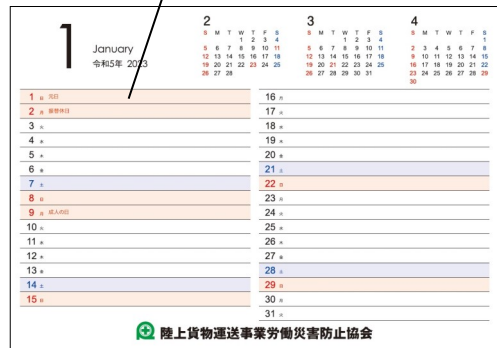 1
January
令和5年 2023
2
S M T W T F S
1 2 3 4
5 6 7 8 9 10 11
12 13 14 15 16 17 18
19 20 21 22 23 24 25
26 27 28
3
S M T W T F S
1 2 3 4
5 6 7 8 9 10 11
12 13 14 15 16 17 18
19 20 21 22 23 24 25
26 27 28 29 30 31
4
S M T W T F S
1
2 3 4 5 6 7 8
9 10 11 12 13 14 15
16 17 18 19 20 21 22
23 24 25 26 27 28 29
30
1 日 元日
2 月 振替休日
3 火
4 水
5 木
6 金
7 土
8 日
9 月 成人の日
10 火
11 水
12 木
13 金
14 土
15 日
16 月
17 火
18 水
19 木
20 金
21 土
22 日
23 月
24 火
25 水
26 木
27 金
28 土
29 日
30 月
31 火
陸上貨物運送事業労働災害防止協会